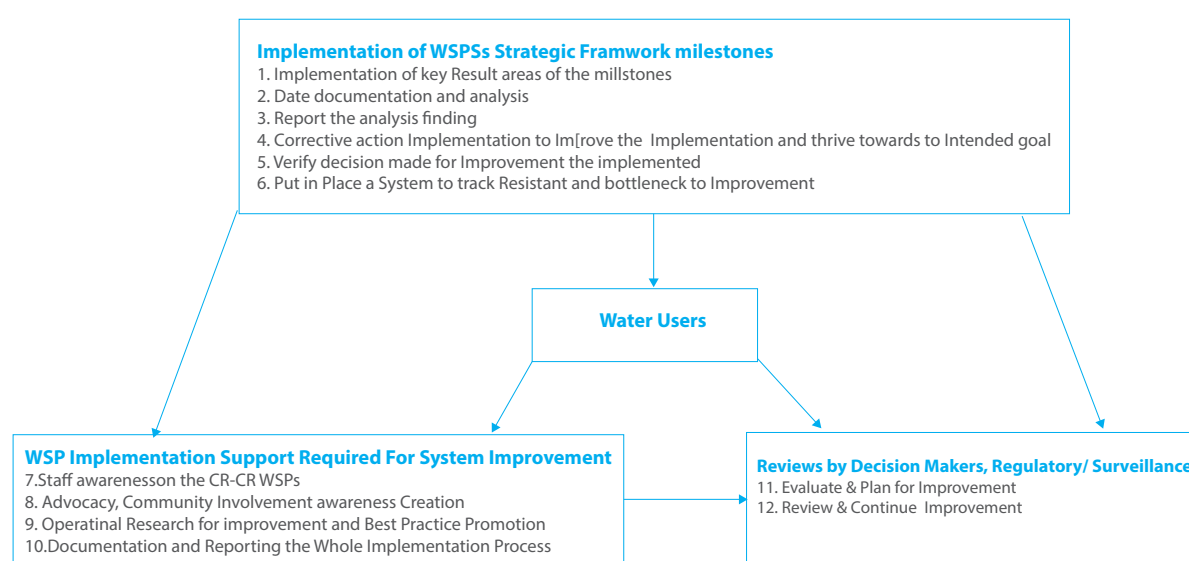 Implementation of WSPSs Strategic Framwork milestones
1. Implementation of key Result areas of the millstones
2. Date documentation and analysis
3. Report the analysis finding
4. Corrective action Implementation to Im[rove the Implementation and thrive towards to Intended goal
5. Verify decision made for Improvement the implemented
6. Put in Place a System to track Resistant and bottleneck to Improvement
Water Users
WSP Implementation Support Required For System Improvement
7.Staff awarenesson the CR-CR WSPs
8. Advocacy, Community Involvement awareness Creation
9. Operatinal Research for improvement and Best Practice Promotion
10.Documentation and Reporting the Whole Implementation Process
Reviews by Decision Makers, Regulatory/ Surveillance
11. Evaluate & Plan for Improvement
12. Review & Continue Improvement